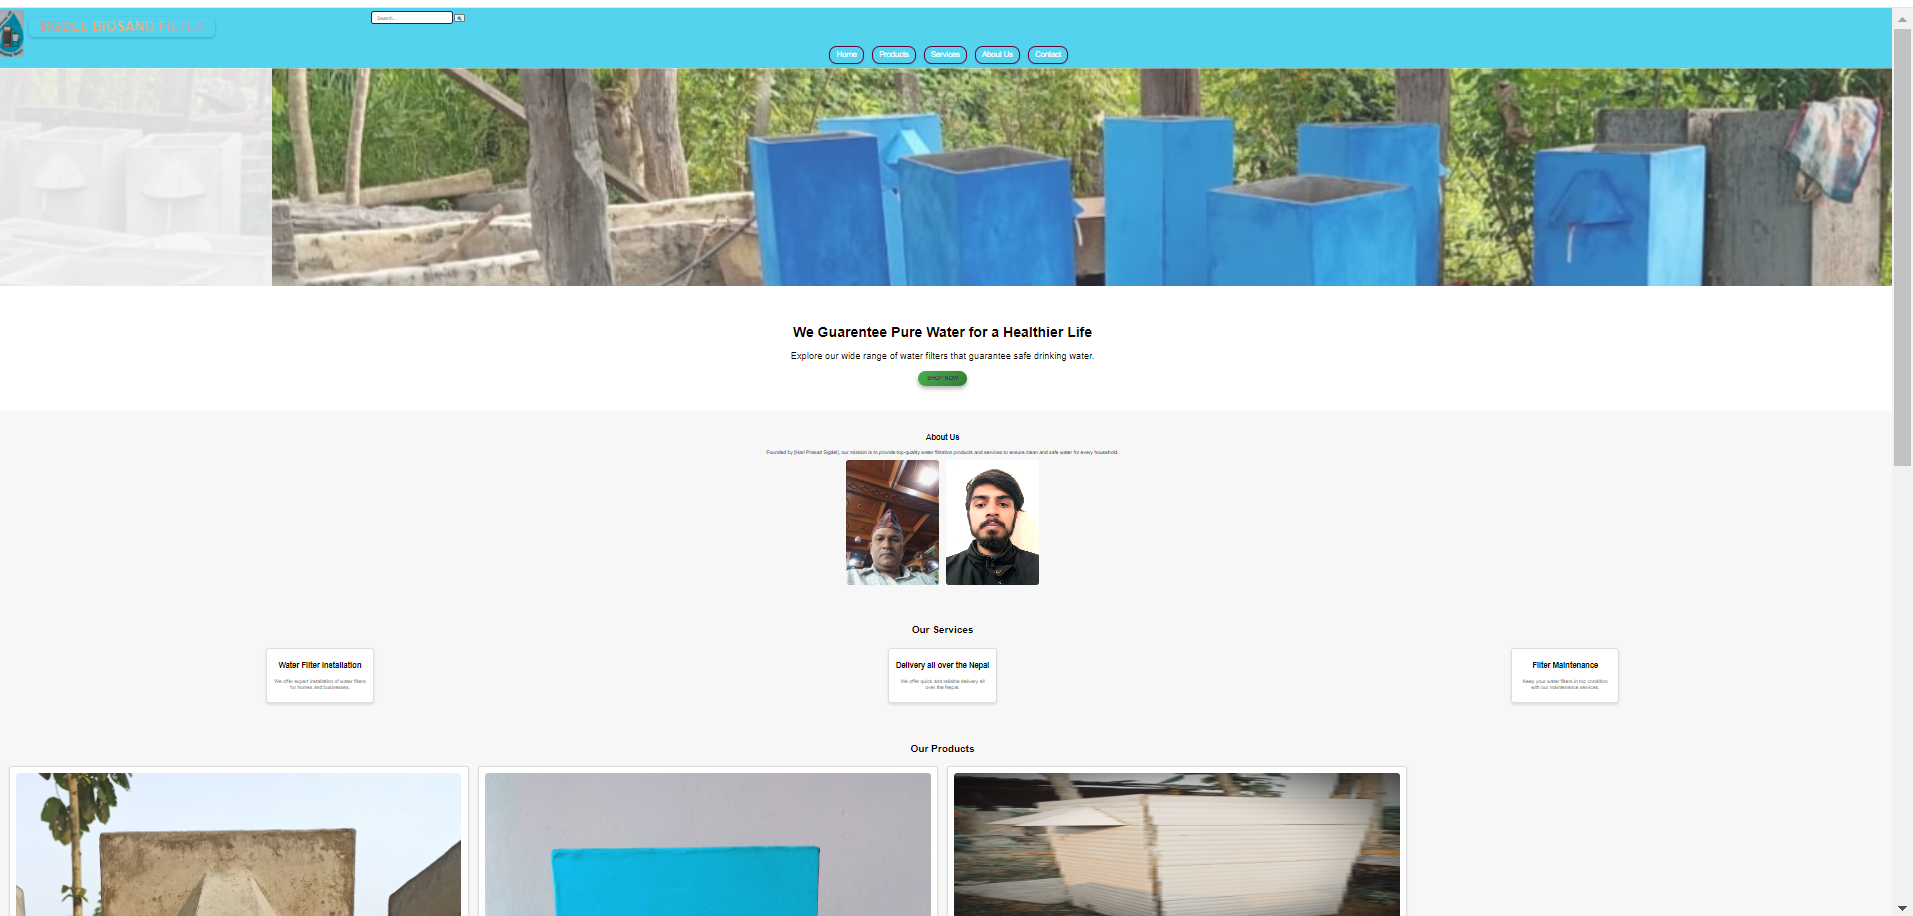 SIGDEL BIOSAND FILTER
Search...
Home
Products
Services
About Us
Contact
We Guarentee Pure Water for a Healthier Life
Explore our wide range of water filters that guarantee safe drinking water.
SHOP NOW
About Us
Founded by [Hari Prasad Sigdel], our mission is to provide top-quality water filtration products and services to ensure clean and safe water for every household.
Our Services
Water Filter Installation
We offer expert installation of water filters
for homes and businesses.
Delivery all over the Nepal
We offer quick and reliable delivery all
over the Nepal.
Filter Maintenance
Keep your water filters in top condition
with our maintenance services.
Our Products